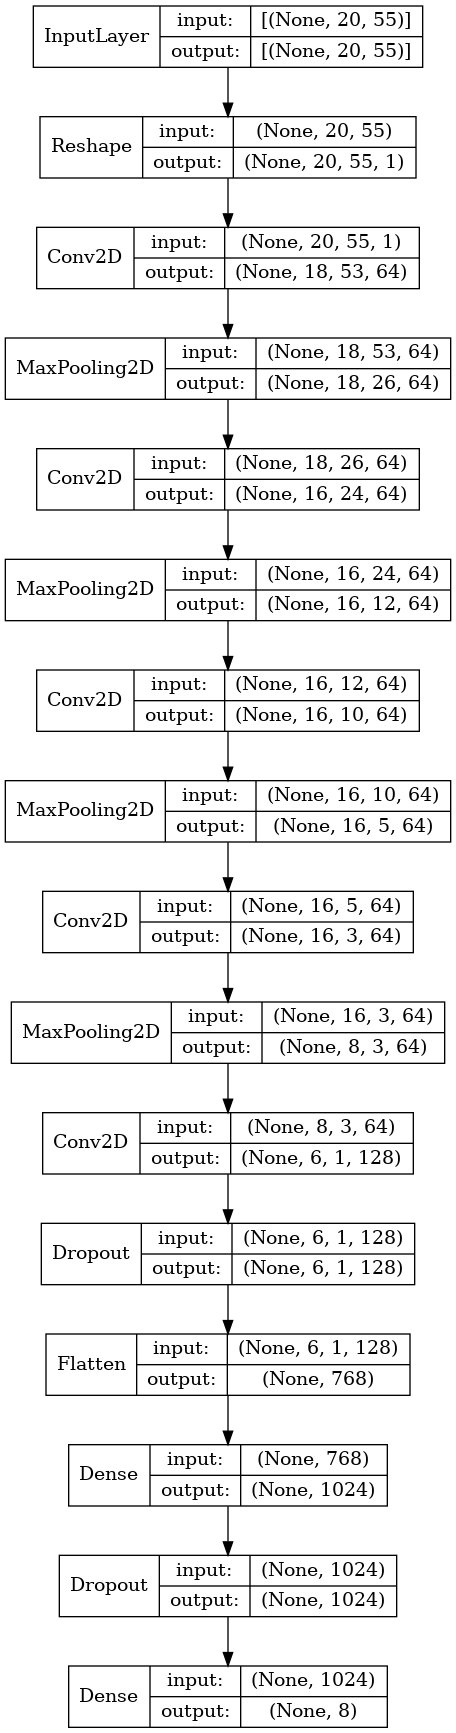 InputLayer input: [(None, 20, 55)]
output: [(None, 20, 55)]
Reshape input: (None, 20, 55)
output: (None, 20, 55, 1)
Conv2D input: (None, 20, 55, 1)
output: (None, 18, 53, 64)
MaxPooling2D input: (None, 18, 53, 64)
output: (None, 18, 26, 64)
Conv2D input: (None, 18, 26, 64)
output: (None, 16, 24, 64)
MaxPooling2D input: (None, 16, 24, 64)
output: (None, 16, 12, 64)
Conv2D input: (None, 16, 12, 64)
output: (None, 16, 10, 64)
MaxPooling2D input: (None, 16, 10, 64)
output: (None, 16, 5, 64)
Conv2D input: (None, 16, 5, 64)
output: (None, 16, 3, 64)
MaxPooling2D input: (None, 16, 3, 64)
output: (None, 8, 3, 64)
Conv2D input: (None, 8, 3, 64)
output: (None, 6, 1, 128)
Dropout input: (None, 6, 1, 128)
output: (None, 6, 1, 128)
Flatten input: (None, 6, 1, 128)
output: (None, 768)
Dense input: (None, 768)
output: (None, 1024)
Dropout input: (None, 1024)
output: (None, 1024)
Dense input: (None, 1024)
output: (None, 8)